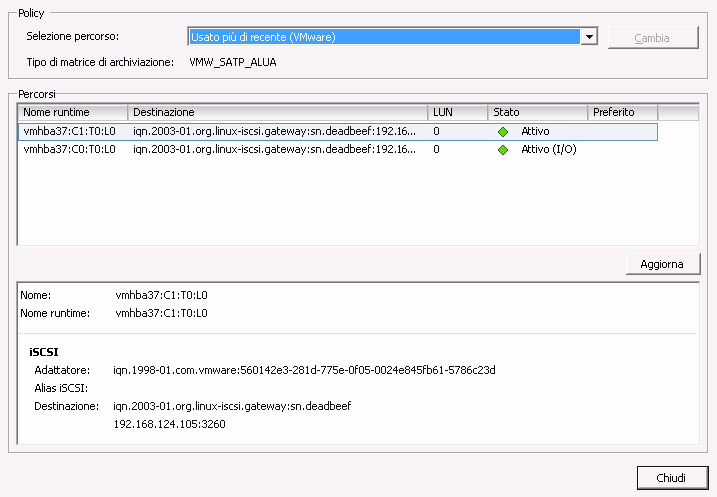 Policy
Selezione percorso: Usato più di recente (VMware) Cambia
Tipo di matrice di archiviazione: VMW_SATP_ALUA
Percorsi
Nome runtime Destinazione LUN Stato Preferito
vmhba37:C1:T0:L0 iqn.2003-01.org.linux-iscsi.gateway:sn.deadbeef:192.16... 0 Attivo
vmhba37:C0:T0:L0 iqn.2003-01.org.linux-iscsi.gateway:sn.deadbeef:192.16... 0 Attivo (I/O)
Aggiorna
Nome: vmhba37:C1:T0:L0
Nome runtime: vmhba37:C1:T0:L0
iSCSI
Adattatore: iqn.1998-01.com.vmware:560142e3-281d-775e-0f05-0024e845fb61-5786c23d
Alias iSCSI:
Destinazione: iqn.2003-01.org.linux-iscsi.gateway:sn.deadbeef
192.168.124.105:3260
Chiudi